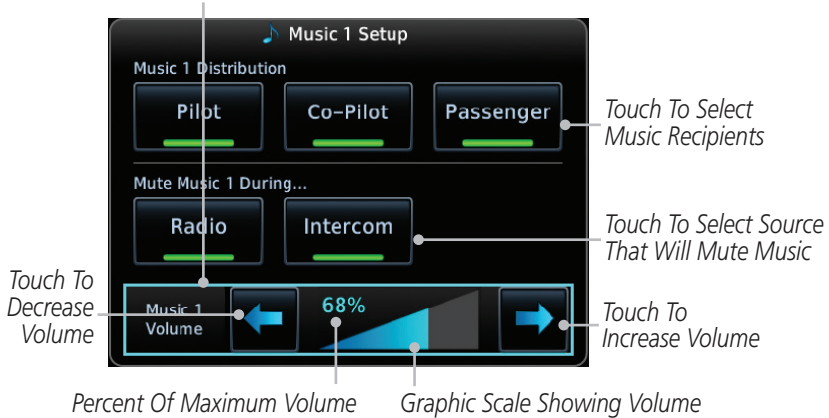 Music 1 Setup
Music 1 Distribution
Pilot
Co-Pilot
Passenger
Touch To Select
Music Recipients
Mute Music 1 During...
Radio
Intercom
Touch To Select Source
That Will Mute Music
Touch To
Decrease
Volume
Music 1
Volume
68%
Touch To
Increase Volume
Percent Of Maximum Volume
Graphic Scale Showing Volume